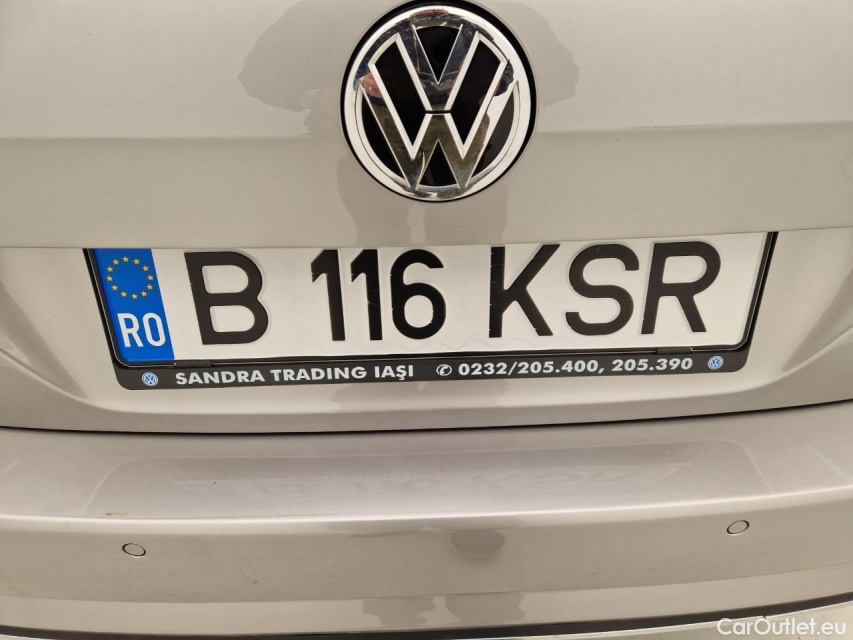 RO B 116 KSR
SANDRA TRADING IAŞI ✆ 0232/205.400, 205.390
CarOutlet.eu